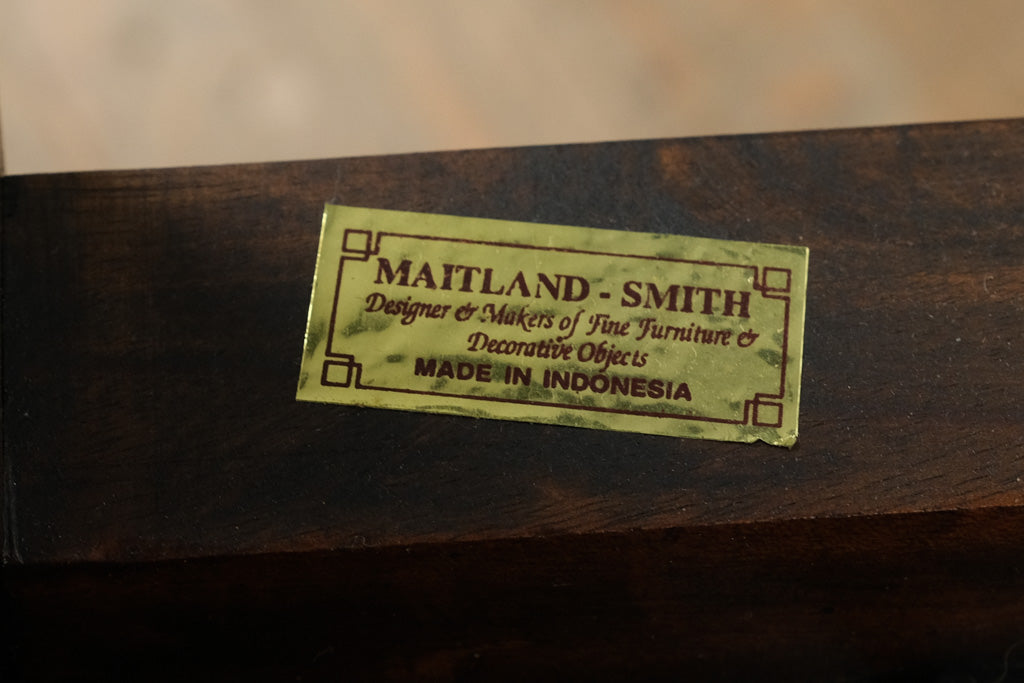 MAITLAND - SMITH
Designer & Makers of Fine Furniture &
Decorative Objects
MADE IN INDONESIA